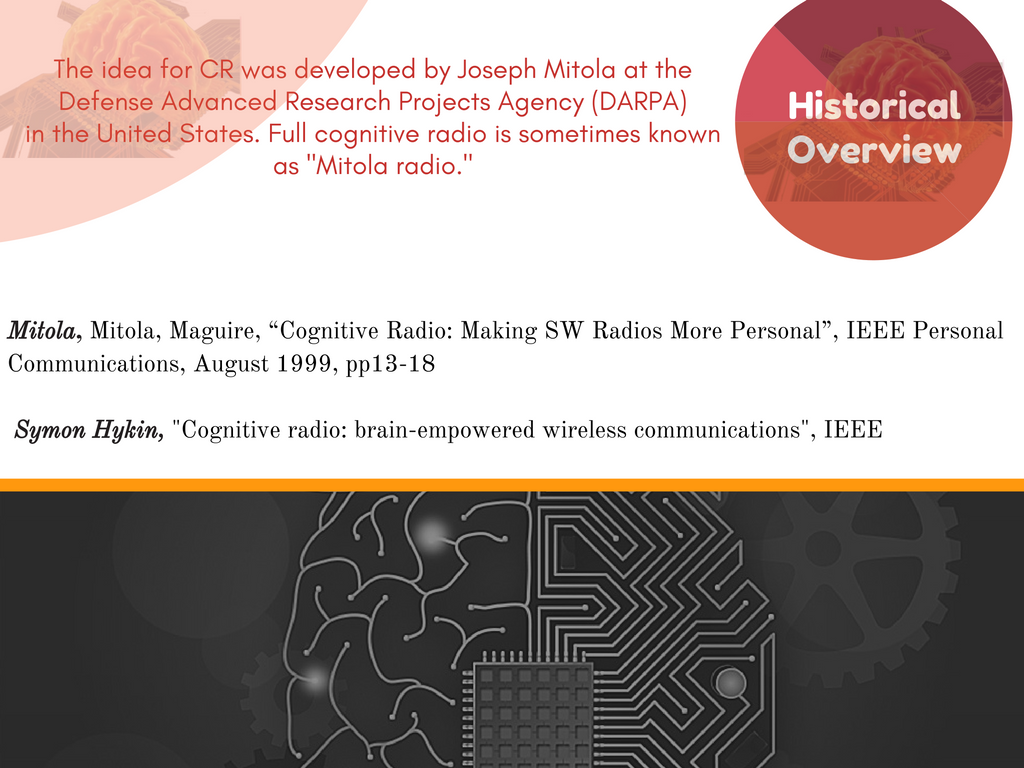 The idea for CR was developed by Joseph Mitola at the
Defense Advanced Research Projects Agency (DARPA)
in the United States. Full cognitive radio is sometimes known
as "Mitola radio."
Historical
Overview
Mitola, Mitola, Maguire, “Cognitive Radio: Making SW Radios More Personal”, IEEE Personal
Communications, August 1999, pp13-18
Symon Hykin, "Cognitive radio: brain-empowered wireless communications", IEEE